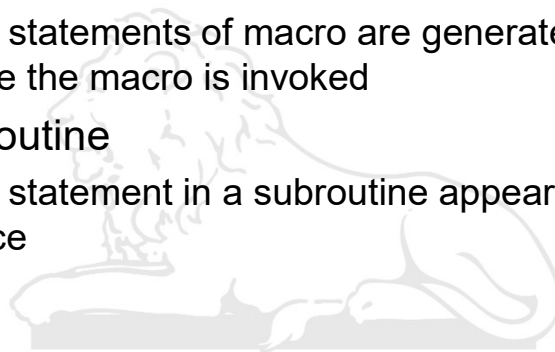 statements of macro are generate
e the macro is invoked
outine
statement in a subroutine appear
ce